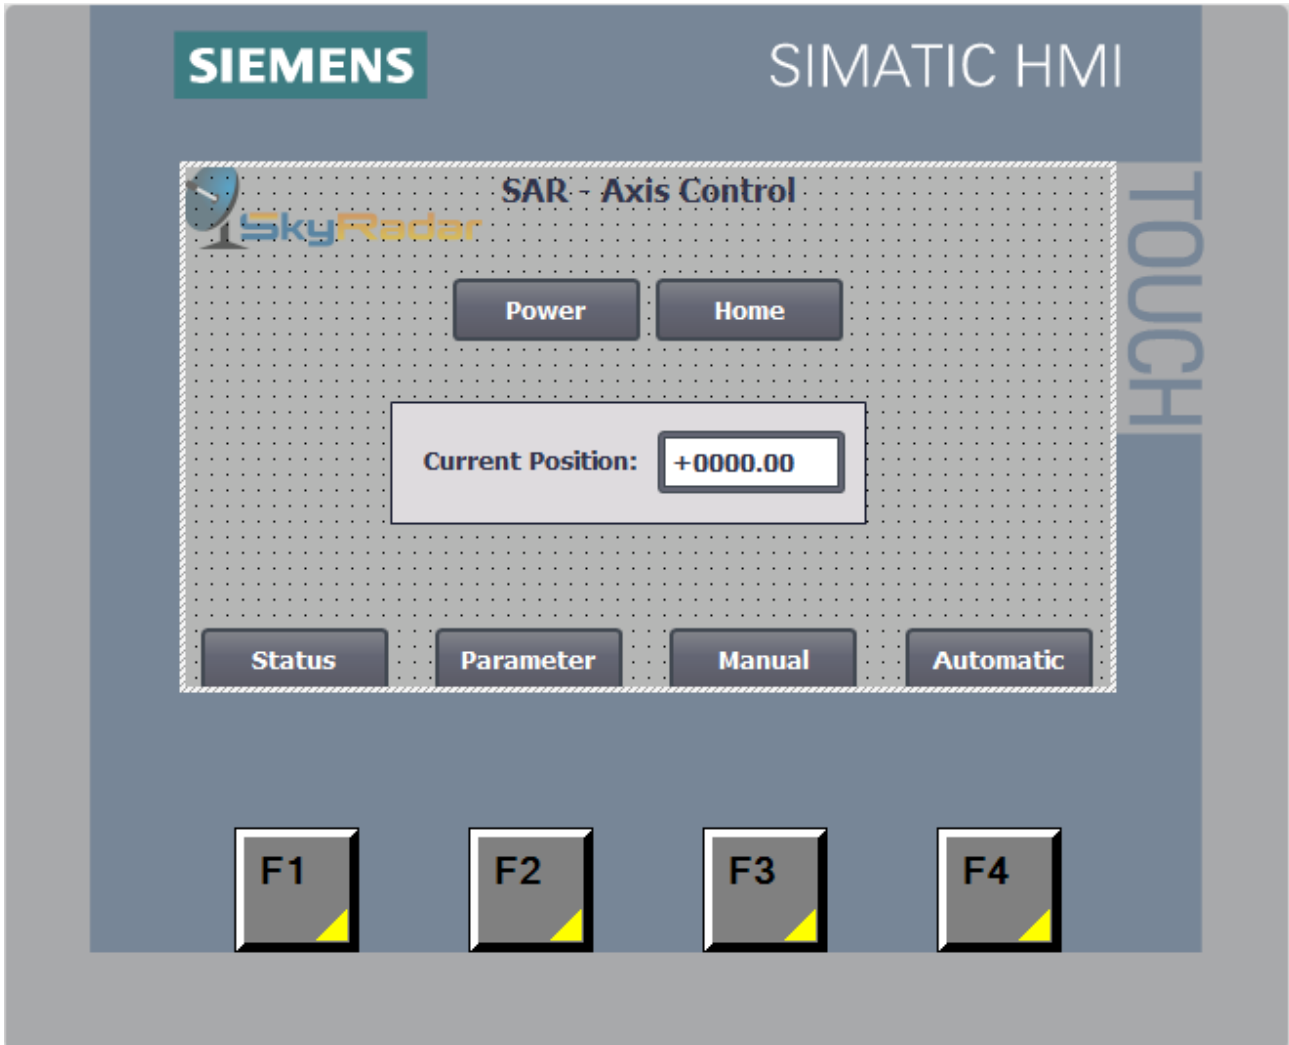 SIEMENS
SIMATIC HMI
TOUCH
SAR - Axis Control
SkyRadar
Power
Home
Current Position:
+0000.00
Status
Parameter
Manual
Automatic
F1
F2
F3
F4